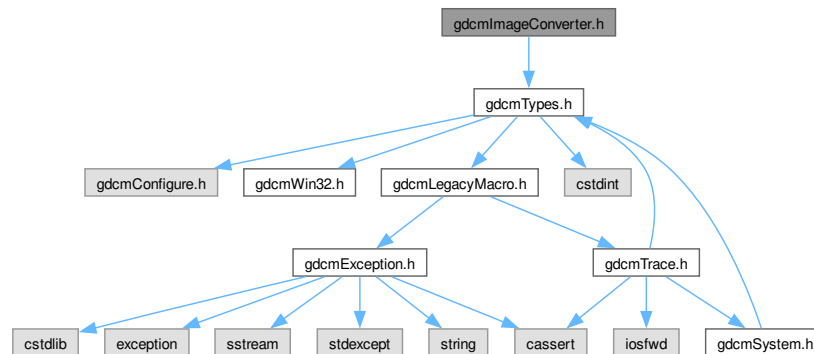 gdcmImageConverter.h
gdcmTypes.h
gdcmConfigure.h
gdcmWin32.h
gdcmLegacyMacro.h
cstdint
gdcmException.h
gdcmTrace.h
cstdlib
exception
sstream
stdexcept
string
cassert
iosfwd
gdcmSystem.h